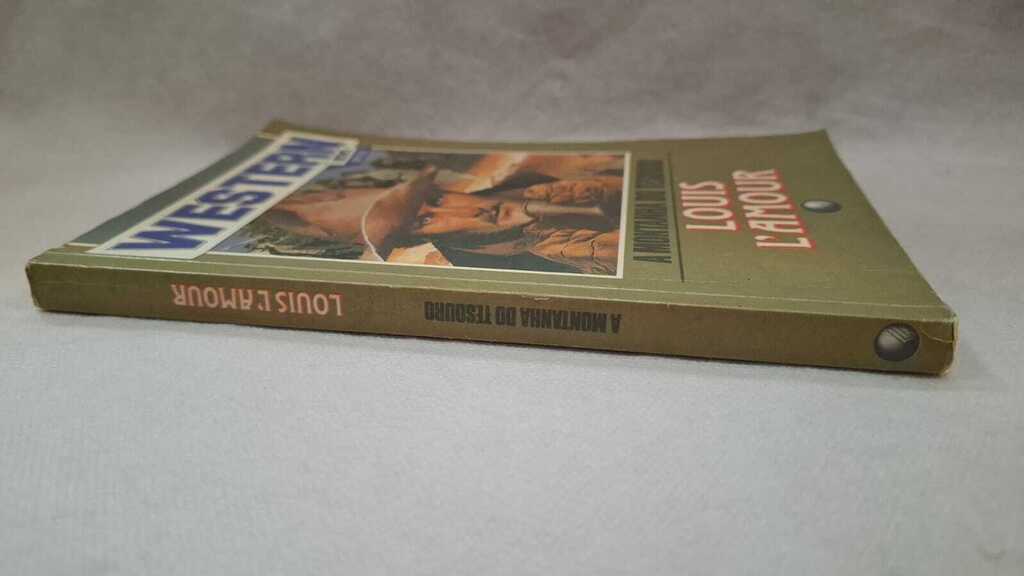 WESTERN
A MONTANHA DO TESOURO
LOUIS
L'AMOUR
LOUIS L'AMOUR
A MONTANHA DO TESOURO